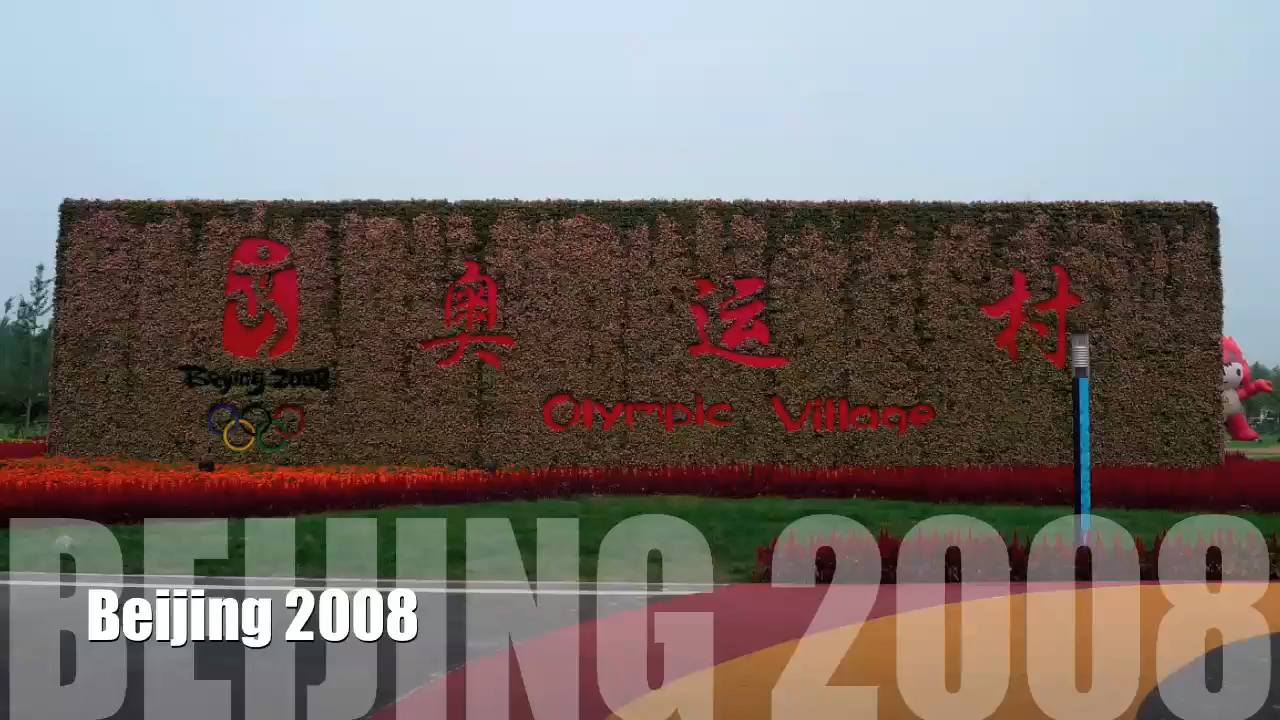 奥运村
Beijing 2008
Olympic Village
BEIJING 2008
Beijing 2008